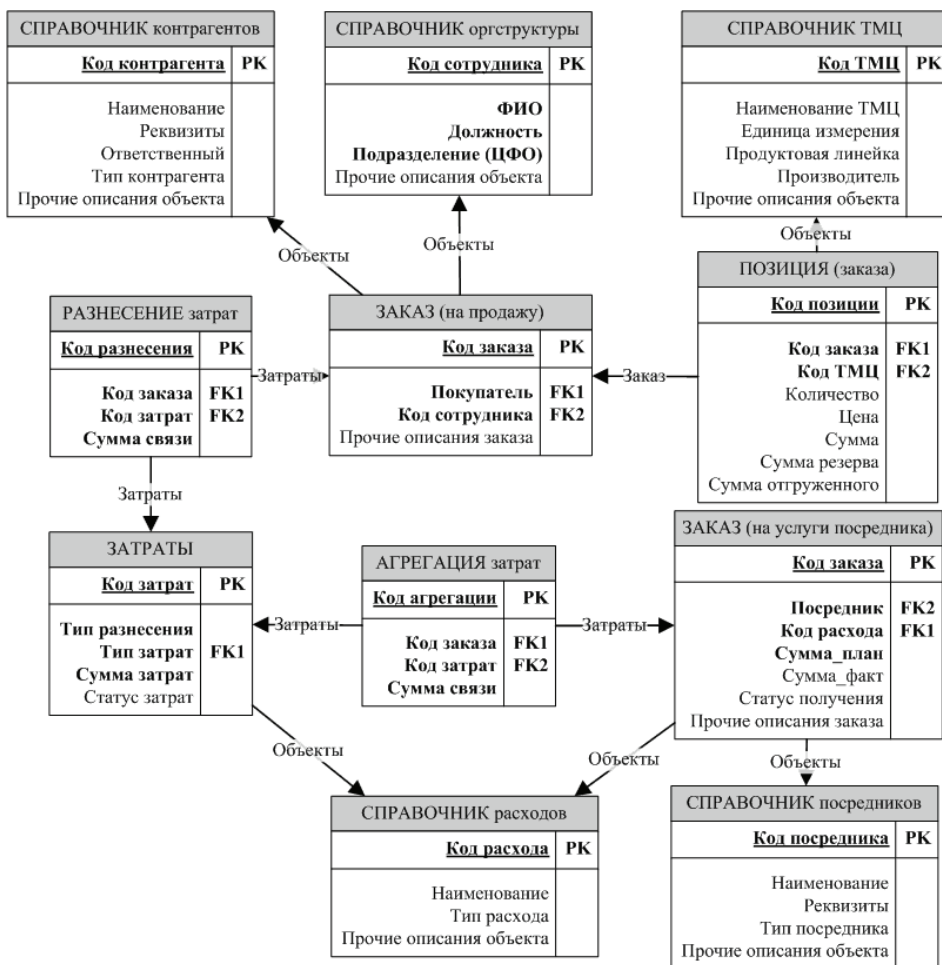 СПРАВОЧНИК контрагентов
Код контрагента PK
Наименование
Реквизиты
Ответственный
Тип контрагента
Прочие описания объекта
СПРАВОЧНИК оргструктуры
Код сотрудника PK
ФИО
Должность
Подразделение (ЦФО)
Прочие описания объекта
СПРАВОЧНИК ТМЦ
Код ТМЦ PK
Наименование ТМЦ
Единица измерения
Продуктовая линейка
Производитель
Прочие описания объекта
Объекты
Объекты
Объекты
РАЗНЕСЕНИЕ затрат
Код разнесения PK
Код заказа FK1
Код затрат FK2
Сумма связи
Затраты
ЗАКАЗ (на продажу)
Код заказа PK
Покупатель FK1
Код сотрудника FK2
Прочие описания заказа
Заказ
ПОЗИЦИЯ (заказа)
Код позиции PK
Код заказа FK1
Код ТМЦ FK2
Количество
Цена
Сумма
Сумма резерва
Сумма отгруженного
Затраты
ЗАТРАТЫ
Код затрат PK
Тип разнесения
Тип затрат FK1
Сумма затрат
Статус затрат
Затраты
АГРЕГАЦИЯ затрат
Код агрегации PK
Код заказа FK1
Код затрат FK2
Сумма связи
Затраты
ЗАКАЗ (на услуги посредника)
Код заказа PK
Посредник FK2
Код расхода FK1
Сумма_план
Сумма_факт
Статус получения
Прочие описания заказа
Объекты
Объекты
Объекты
СПРАВОЧНИК расходов
Код расхода PK
Наименование
Тип расхода
Прочие описания объекта
СПРАВОЧНИК посредников
Код посредника PK
Наименование
Реквизиты
Тип посредника
Прочие описания объекта